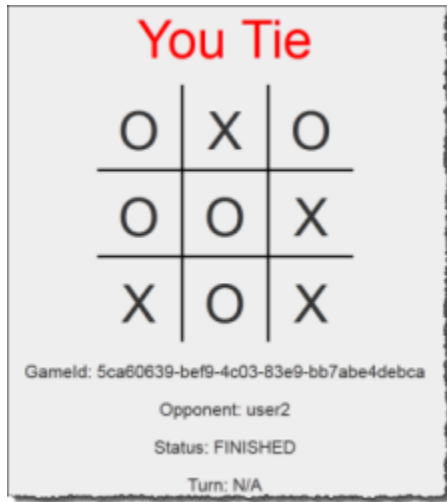 You Tie
O X O
O O X
X O X
GameId: 5ca60639-bef9-4c03-83e9-bb7abe4debca
Opponent: user2
Status: FINISHED
Turn: N/A